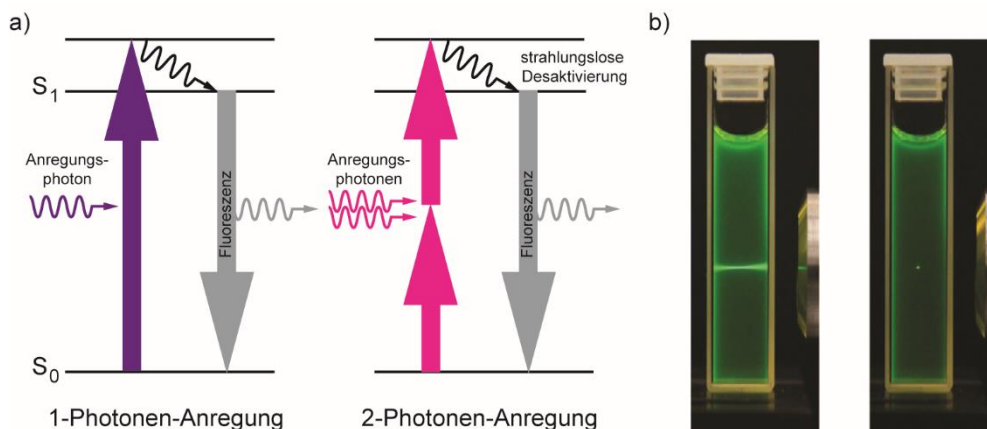 a)
S1
S0
Anregungs-
photon
Fluoreszenz
1-Photonen-Anregung
strahlungslose
Desaktivierung
Anregungs-
photonen
Fluoreszenz
2-Photonen-Anregung
b)